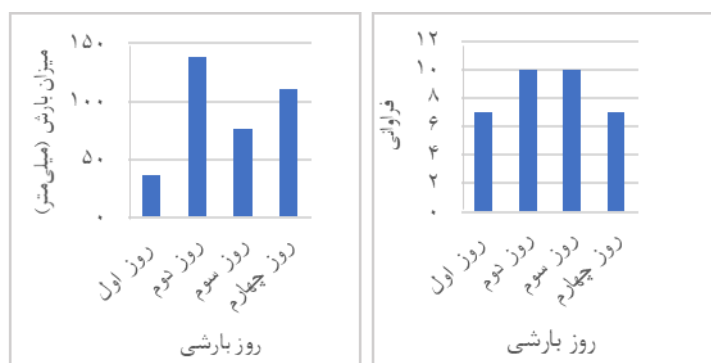 میزان بارش (میلی‌متر)
۱۵۰
۱۰۰
۵۰
۰
روز اول
روز دوم
روز سوم
روز چهارم
روز بارشی
فراوانی
۱۲
۱۰
۸
۶
۴
۲
۰
روز اول
روز دوم
روز سوم
روز چهارم
روز بارشی